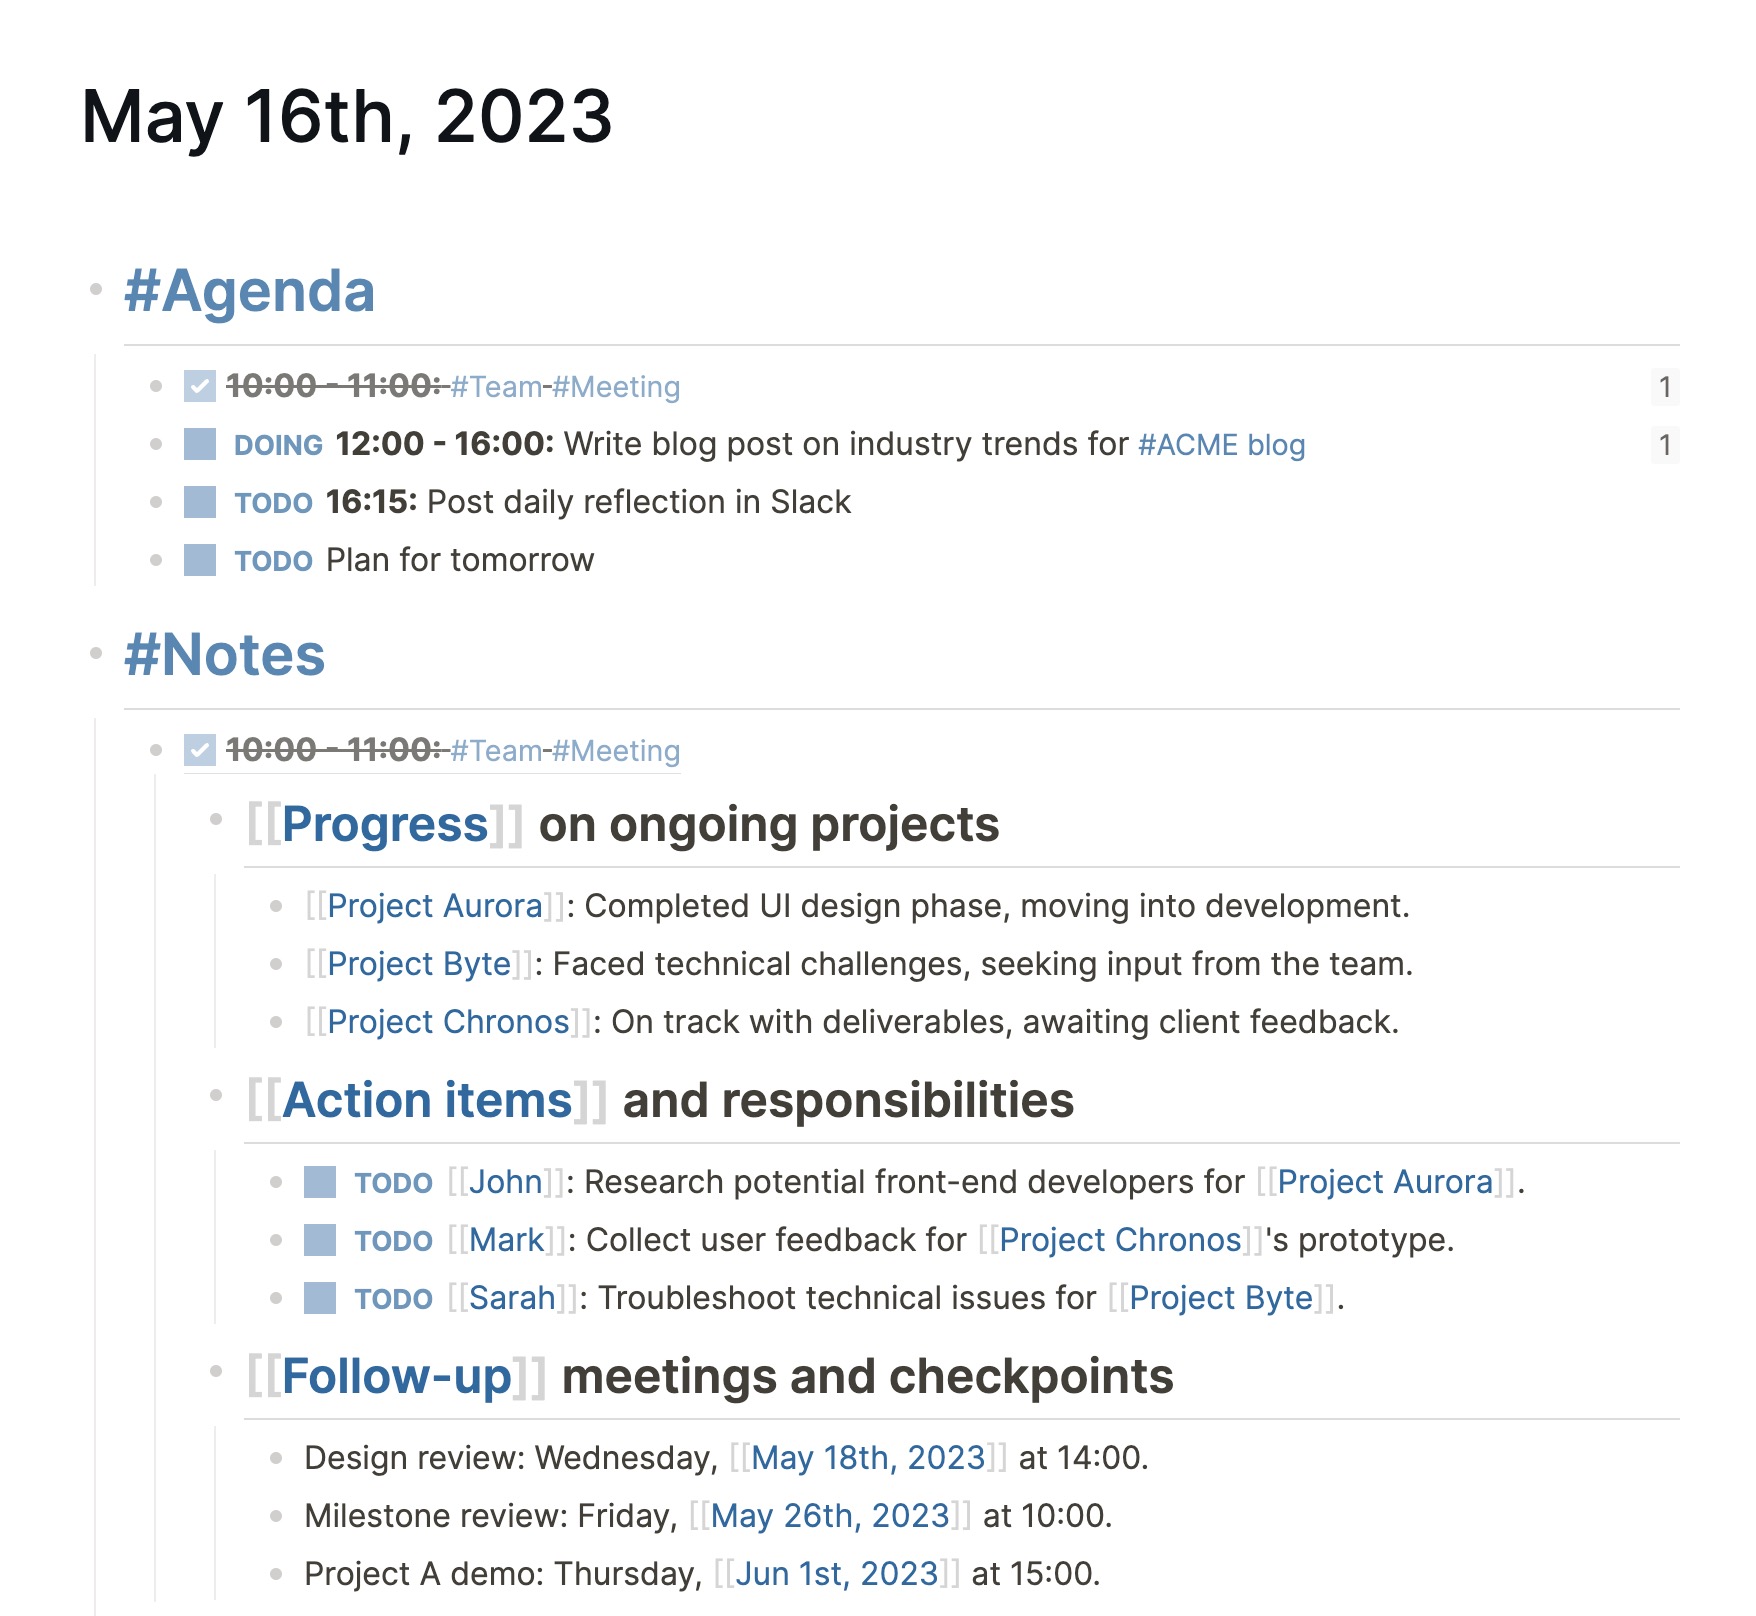 May 16th, 2023
#Agenda
10:00 - 11:00: #Team #Meeting 1
DOING 12:00 - 16:00: Write blog post on industry trends for #ACME blog 1
TODO 16:15: Post daily reflection in Slack
TODO Plan for tomorrow
#Notes
10:00 - 11:00: #Team #Meeting
[[Progress]] on ongoing projects
[[Project Aurora]]: Completed UI design phase, moving into development.
[[Project Byte]]: Faced technical challenges, seeking input from the team.
[[Project Chronos]]: On track with deliverables, awaiting client feedback.
[[Action items]] and responsibilities
TODO [[John]]: Research potential front-end developers for [[Project Aurora]].
TODO [[Mark]]: Collect user feedback for [[Project Chronos]]'s prototype.
TODO [[Sarah]]: Troubleshoot technical issues for [[Project Byte]].
[[Follow-up]] meetings and checkpoints
Design review: Wednesday, [[May 18th, 2023]] at 14:00.
Milestone review: Friday, [[May 26th, 2023]] at 10:00.
Project A demo: Thursday, [[Jun 1st, 2023]] at 15:00.